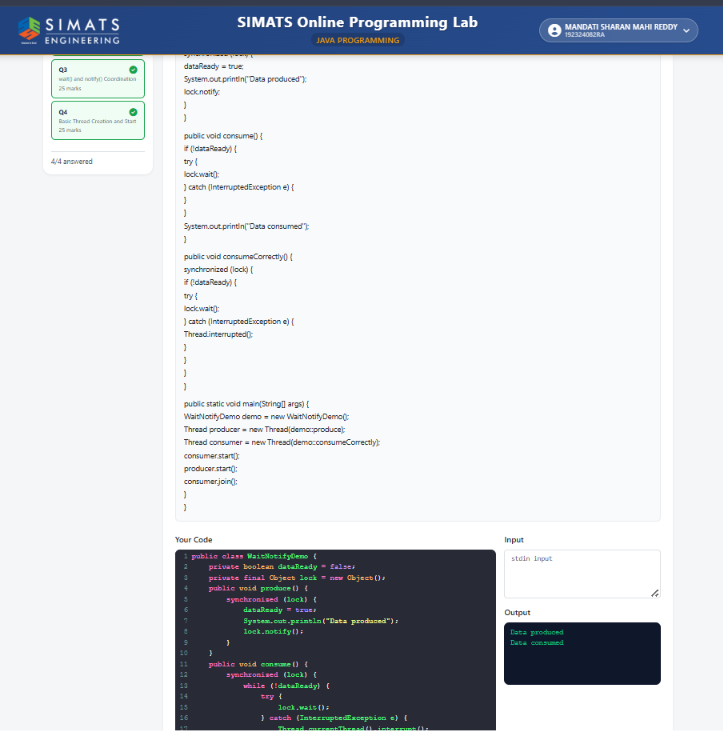 SIMATS
ENGINEERING
SIMATS Online Programming Lab
JAVA PROGRAMMING
MANDATI SHARAN MAHI REDDY
192324082RA
Q3
wait() and notify() Coordination
25 marks
Q4
Basic Thread Creation and Start
25 marks
4/4 answered
synchronized (lock) {
dataReady = true;
System.out.println("Data produced");
lock.notify;
}
}
public void consume() {
if (!dataReady) {
try {
lock.wait();
} catch (InterruptedException e) {
}
}
System.out.println("Data consumed");
}
public void consumeCorrectly() {
synchronized (lock) {
if (!dataReady) {
try {
lock.wait();
} catch (InterruptedException e) {
Thread.interrupted();
}
}
}
}
public static void main(String[] args) {
WaitNotifyDemo demo = new WaitNotifyDemo();
Thread producer = new Thread(demo::produce);
Thread consumer = new Thread(demo::consumeCorrectly);
consumer.start();
producer.start();
consumer.join();
}
}
Your Code
1 public class WaitNotifyDemo {
2 private boolean dataReady = false;
3 private final Object lock = new Object();
4 public void produce() {
5 synchronized (lock) {
6 dataReady = true;
7 System.out.println("Data produced");
8 lock.notify();
9 }
10 }
11 public void consume() {
12 synchronized (lock) {
13 while (!dataReady) {
14 try {
15 lock.wait();
16 } catch (InterruptedException e) {
17 Thread.currentThread().interrupt();
Input
stdin input
Output
Data produced
Data consumed